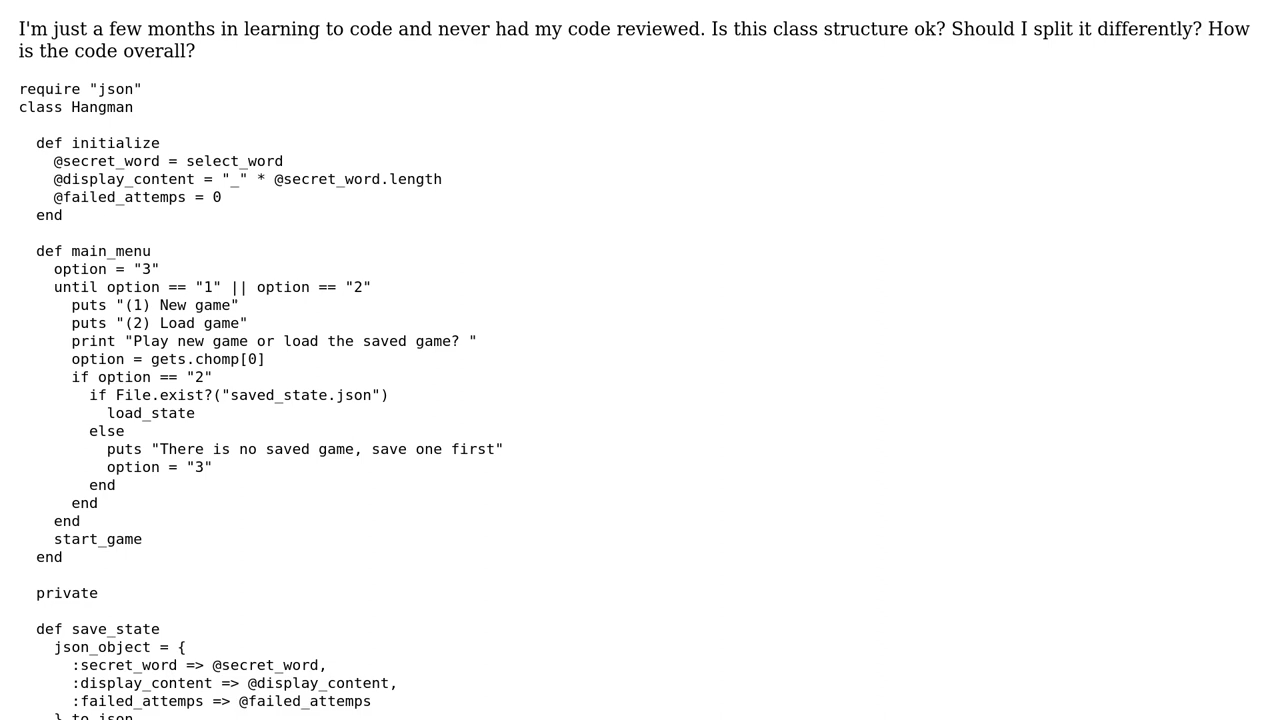 I'm just a few months in learning to code and never had my code reviewed. Is this class structure ok? Should I split it differently? How
is the code overall?
require "json"
class Hangman
  def initialize
    @secret_word = select_word
    @display_content = "_" * @secret_word.length
    @failed_attemps = 0
  end
  def main_menu
    option = "3"
    until option == "1" || option == "2"
      puts "(1) New game"
      puts "(2) Load game"
      print "Play new game or load the saved game? "
      option = gets.chomp[0]
      if option == "2"
        if File.exist?("saved_state.json")
          load_state
        else
          puts "There is no saved game, save one first"
          option = "3"
        end
      end
    end
    start_game
  end
  private
  def save_state
    json_object = {
      :secret_word => @secret_word,
      :display_content => @display_content,
      :failed_attemps => @failed_attemps
    }.to_json